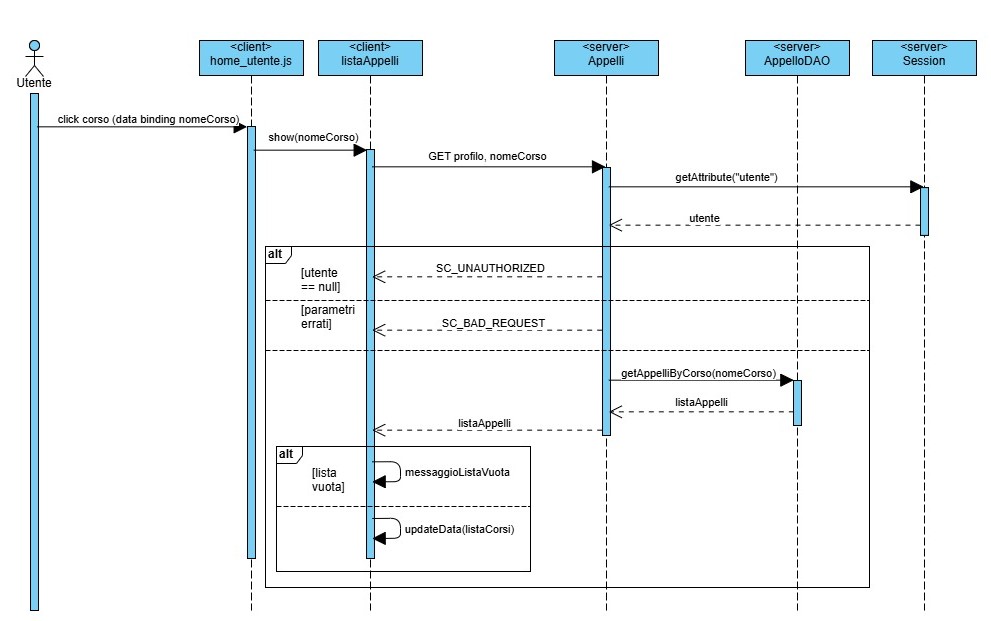 <client>
home_utente.js
<client>
listaAppelli
<server>
Appelli
<server>
AppelloDAO
<server>
Session
Utente
click corso (data binding nomeCorso)
show(nomeCorso)
GET profilo, nomeCorso
getAttribute("utente")
utente
alt
[utente
== null]
SC_UNAUTHORIZED
[parametri
errati]
SC_BAD_REQUEST
getAppelliByCorso(nomeCorso)
listaAppelli
listaAppelli
alt
[lista
vuota]
messaggioListaVuota
updateData(listaCorsi)